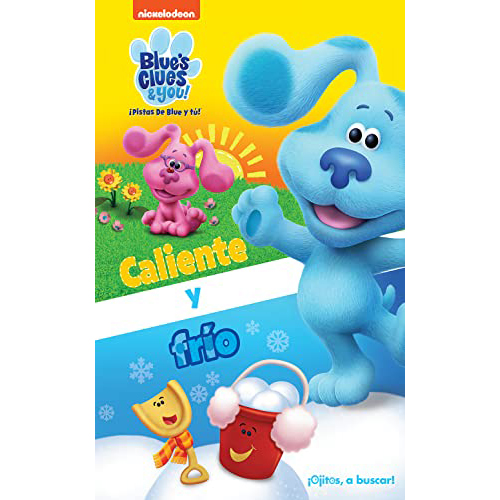 nickelodeon
Blue's
Clues
& you!
¡Pistas De Blue y tú!
Caliente
y
frío
¡Ojitos, a buscar!